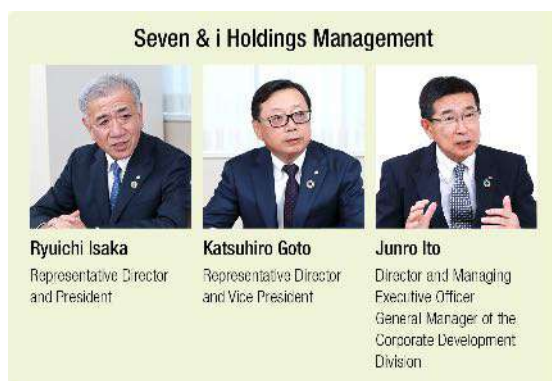 Seven & i Holdings Management
Ryuichi Isaka
Representative Director
and President
Katsuhiro Goto
Representative Director
and Vice President
Junro Ito
Director and Managing
Executive Officer
General Manager of the
Corporate Development
Division